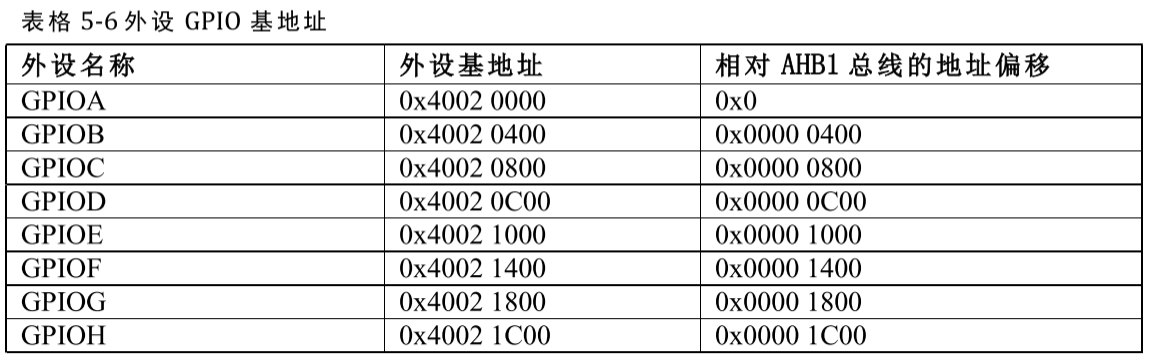 表格 5-6 外设 GPIO 基地址
外设名称 外设基地址 相对 AHB1 总线的地址偏移
GPIOA 0x4002 0000 0x0
GPIOB 0x4002 0400 0x0000 0400
GPIOC 0x4002 0800 0x0000 0800
GPIOD 0x4002 0C00 0x0000 0C00
GPIOE 0x4002 1000 0x0000 1000
GPIOF 0x4002 1400 0x0000 1400
GPIOG 0x4002 1800 0x0000 1800
GPIOH 0x4002 1C00 0x0000 1C00